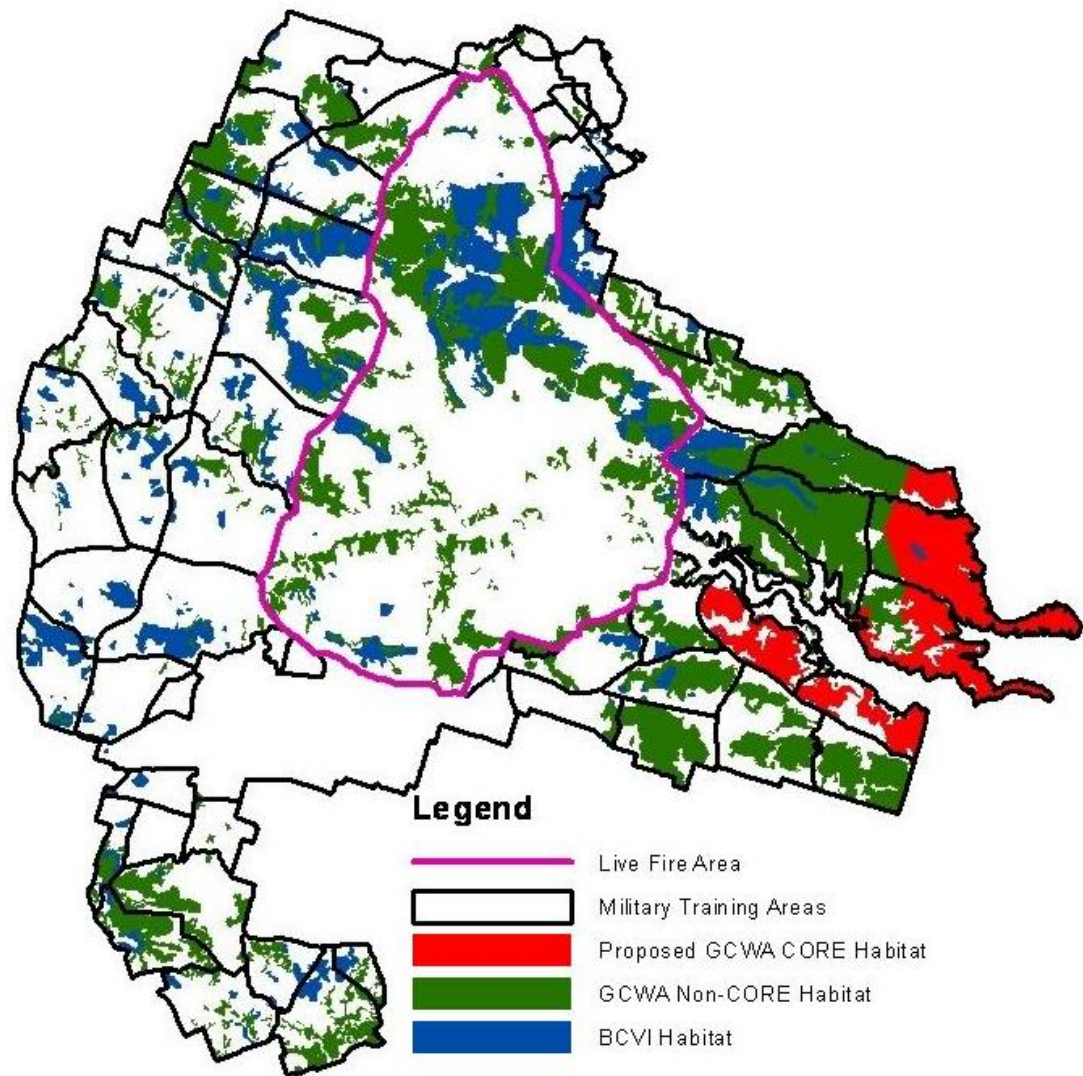 Legend
Live Fire Area
Military Training Areas
Proposed GCWA CORE Habitat
GCWA Non-CORE Habitat
BCVI Habitat